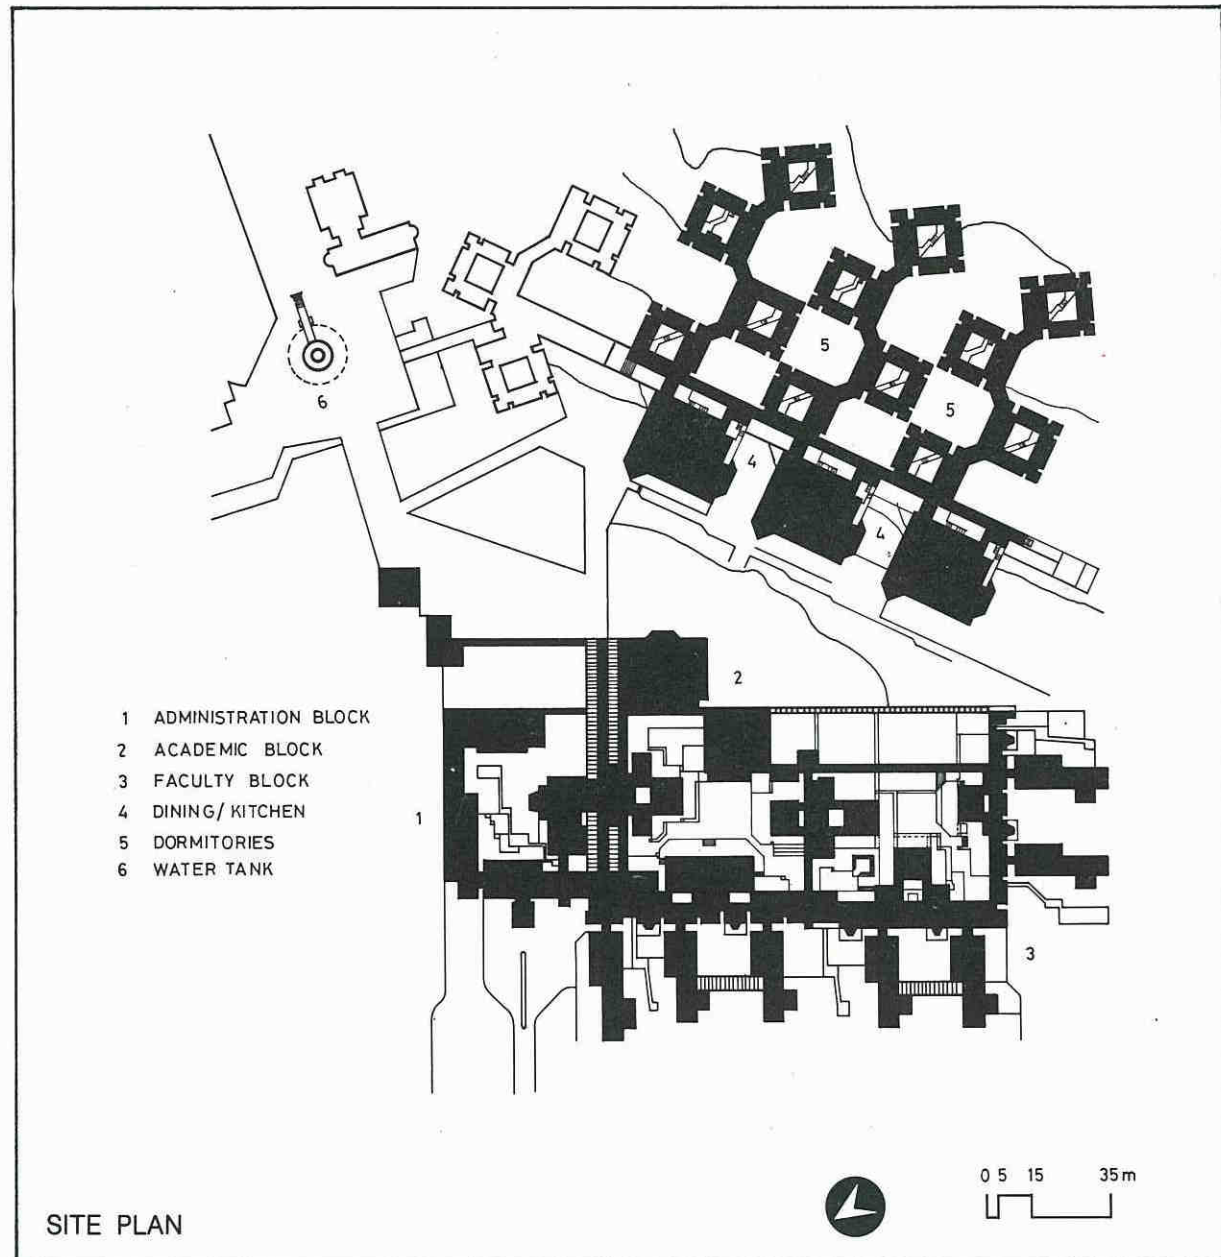 6
5
5
4
4
2
1 ADMINISTRATION BLOCK
2 ACADEMIC BLOCK
3 FACULTY BLOCK
4 DINING/KITCHEN
5 DORMITORIES
6 WATER TANK
1
3
0 5 15 35m
SITE PLAN